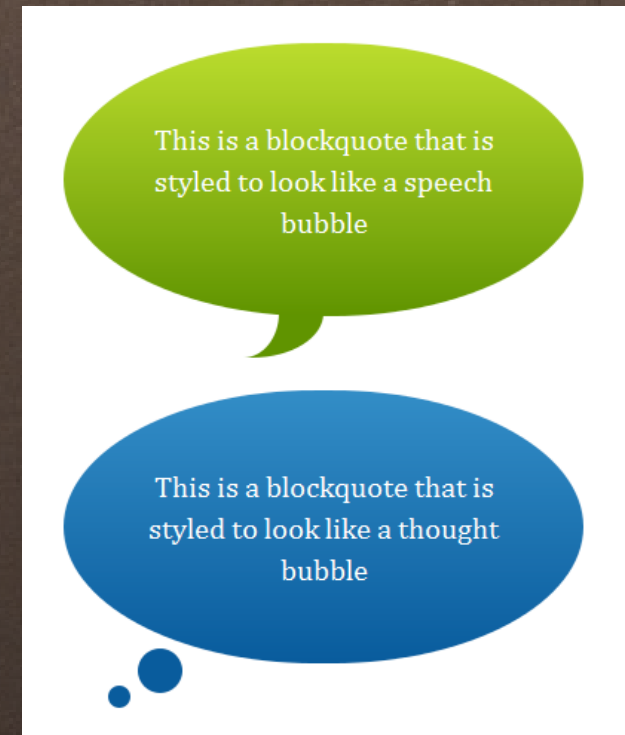 This is a blockquote that is
styled to look like a speech
bubble
This is a blockquote that is
styled to look like a thought
bubble